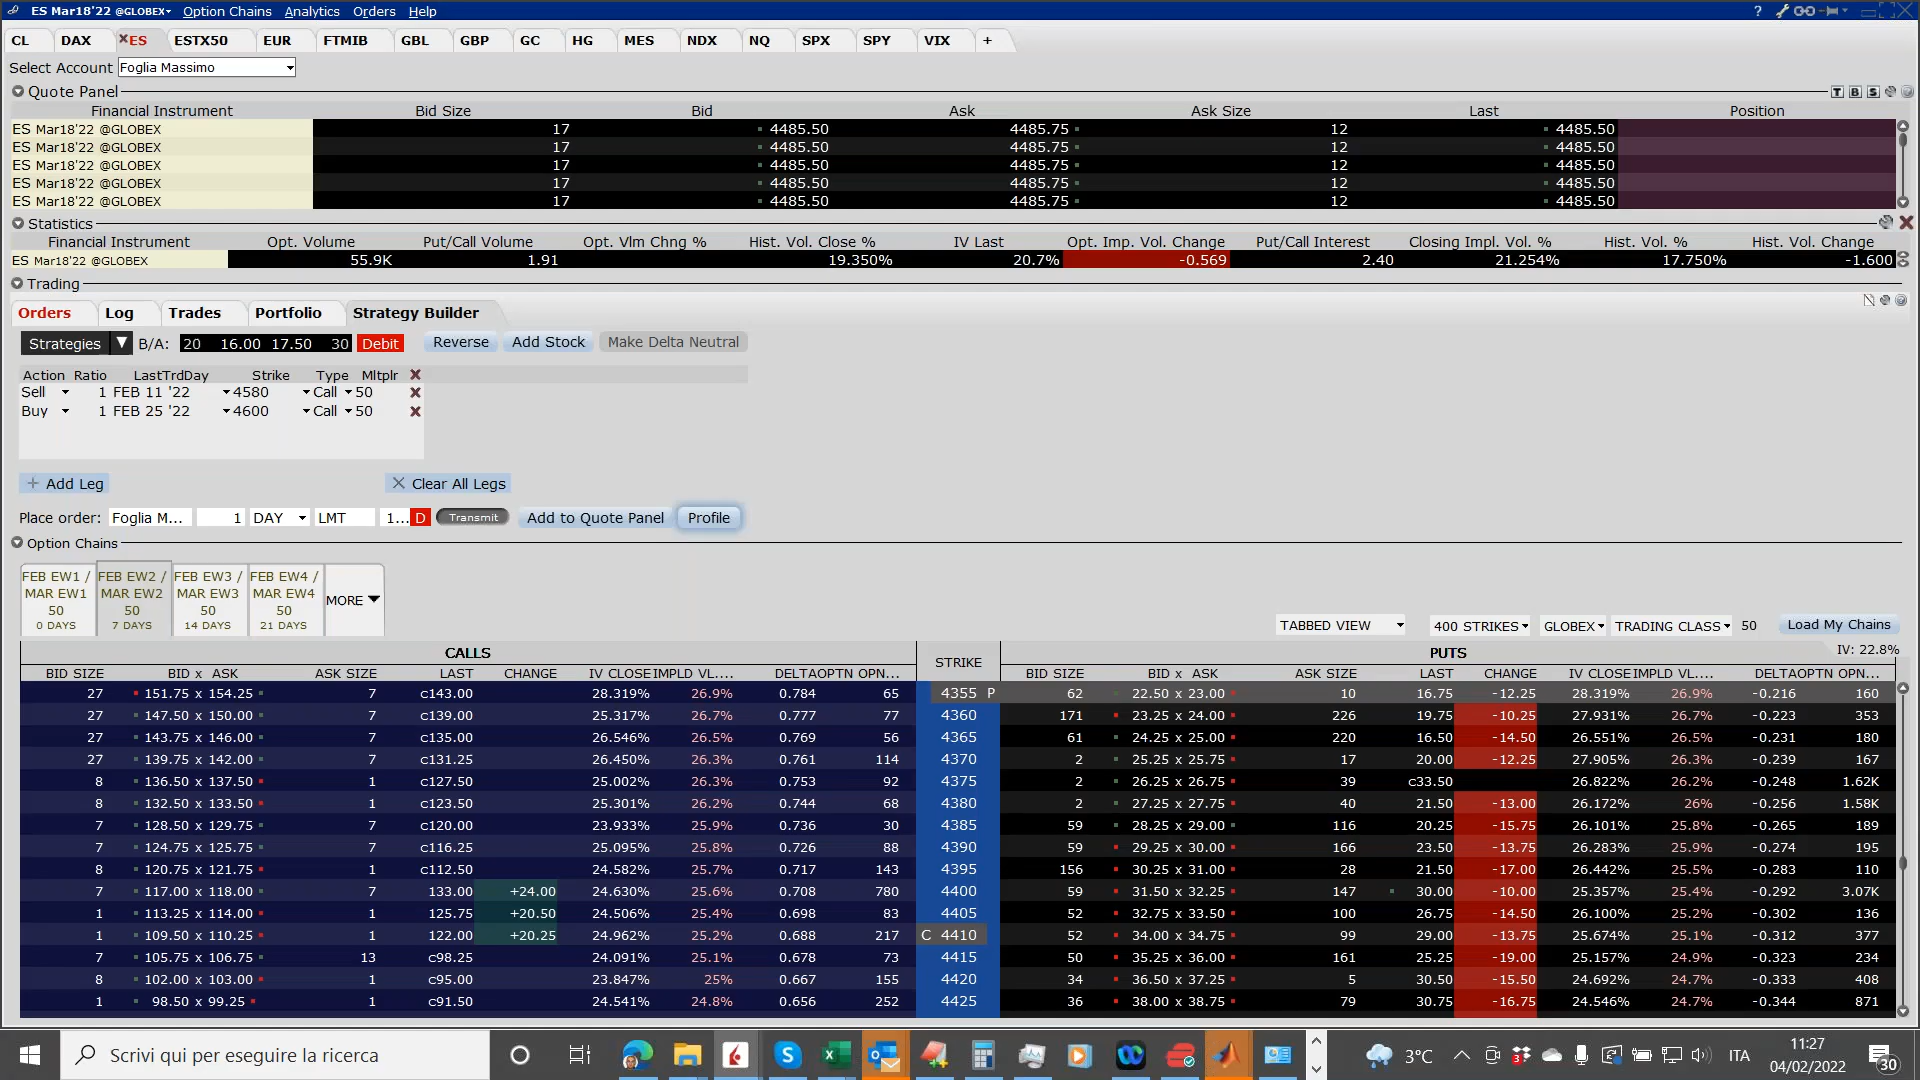 ES Mar18'22 @GLOBEX Option Chains Analytics Orders Help ?
CL DAX ES ESTX50 EUR FTMIB GBL GBP GC HG MES NDX NQ SPX SPY VIX +
Select Account Foglia Massimo
Quote Panel T B S
Financial Instrument Bid Size Bid Ask Ask Size Last Position
ES Mar18'22 @GLOBEX 17 4485.50 4485.75 12 4485.50
ES Mar18'22 @GLOBEX 17 4485.50 4485.75 12 4485.50
ES Mar18'22 @GLOBEX 17 4485.50 4485.75 12 4485.50
ES Mar18'22 @GLOBEX 17 4485.50 4485.75 12 4485.50
ES Mar18'22 @GLOBEX 17 4485.50 4485.75 12 4485.50
Statistics
Financial Instrument Opt. Volume Put/Call Volume Opt. Vlm Chng % Hist. Vol. Close % IV Last Opt. Imp. Vol. Change Put/Call Interest Closing Impl. Vol. % Hist. Vol. % Hist. Vol. Change
ES Mar18'22 @GLOBEX 55.9K 1.91 19.350% 20.7% -0.569 2.40 21.254% 17.750% -1.600
Trading
Orders Log Trades Portfolio Strategy Builder
Strategies B/A: 20 16.00 17.50 30 Debit Reverse Add Stock Make Delta Neutral
Action Ratio LastTrdDay Strike Type Mltplr
Sell 1 FEB 11 '22 4580 Call 50
Buy 1 FEB 25 '22 4600 Call 50
+ Add Leg Clear All Legs
Place order: Foglia M... 1 DAY LMT 1... D Transmit Add to Quote Panel Profile
Option Chains
FEB EW1 / FEB EW2 / FEB EW3 / FEB EW4 /
MAR EW1 MAR EW2 MAR EW3 MAR EW4 MORE
50 50 50 50
0 DAYS 7 DAYS 14 DAYS 21 DAYS
TABBED VIEW 400 STRIKES GLOBEX TRADING CLASS 50 Load My Chains
CALLS STRIKE PUTS IV: 22.8%
BID SIZE BID x ASK ASK SIZE LAST CHANGE IV CLOSE IMPLD VL.... DELTA OPTN OPN... BID SIZE BID x ASK ASK SIZE LAST CHANGE IV CLOSE IMPLD VL.... DELTA OPTN OPN...
27 151.75 x 154.25 7 c143.00 28.319% 26.9% 0.784 65 4355 P 62 22.50 x 23.00 10 16.75 -12.25 28.319% 26.9% -0.216 160
27 147.50 x 150.00 7 c139.00 25.317% 26.7% 0.777 77 4360 171 23.25 x 24.00 226 19.75 -10.25 27.931% 26.7% -0.223 353
27 143.75 x 146.00 7 c135.00 26.546% 26.5% 0.769 56 4365 61 24.25 x 25.00 220 16.50 -14.50 26.551% 26.5% -0.231 180
27 139.75 x 142.00 7 c131.25 26.450% 26.3% 0.761 114 4370 2 25.25 x 25.75 17 20.00 -12.25 27.905% 26.3% -0.239 167
8 136.50 x 137.50 1 c127.50 25.002% 26.3% 0.753 92 4375 2 26.25 x 26.75 39 c33.50 26.822% 26.2% -0.248 1.62K
8 132.50 x 133.50 1 c123.50 25.301% 26.2% 0.744 68 4380 2 27.25 x 27.75 40 21.50 -13.00 26.172% 26% -0.256 1.58K
7 128.50 x 129.75 7 c120.00 23.933% 25.9% 0.736 30 4385 59 28.25 x 29.00 116 20.25 -15.75 26.101% 25.8% -0.265 189
7 124.75 x 125.75 7 c116.25 25.095% 25.8% 0.726 88 4390 59 29.25 x 30.00 166 23.50 -13.75 26.283% 25.9% -0.274 195
8 120.75 x 121.75 1 c112.50 24.582% 25.7% 0.717 143 4395 156 30.25 x 31.00 28 21.50 -17.00 26.442% 25.5% -0.283 110
7 117.00 x 118.00 7 133.00 +24.00 24.630% 25.6% 0.708 780 4400 59 31.50 x 32.25 147 30.00 -10.00 25.357% 25.4% -0.292 3.07K
1 113.25 x 114.00 1 125.75 +20.50 24.506% 25.4% 0.698 83 4405 52 32.75 x 33.50 100 26.75 -14.50 26.100% 25.2% -0.302 136
1 109.50 x 110.25 1 122.00 +20.25 24.962% 25.2% 0.688 217 C 4410 52 34.00 x 34.75 99 29.00 -13.75 25.674% 25.1% -0.312 377
7 105.75 x 106.75 13 c98.25 24.091% 25.1% 0.678 73 4415 50 35.25 x 36.00 161 25.25 -19.00 25.157% 24.9% -0.323 234
8 102.00 x 103.00 1 c95.00 23.847% 25% 0.667 155 4420 34 36.50 x 37.25 5 30.50 -15.50 24.692% 24.7% -0.333 408
1 98.50 x 99.25 1 c91.50 24.541% 24.8% 0.656 252 4425 36 38.00 x 38.75 79 30.75 -16.75 24.546% 24.7% -0.344 871
Scrivi qui per eseguire la ricerca 3°C ITA 11:27
04/02/2022 30